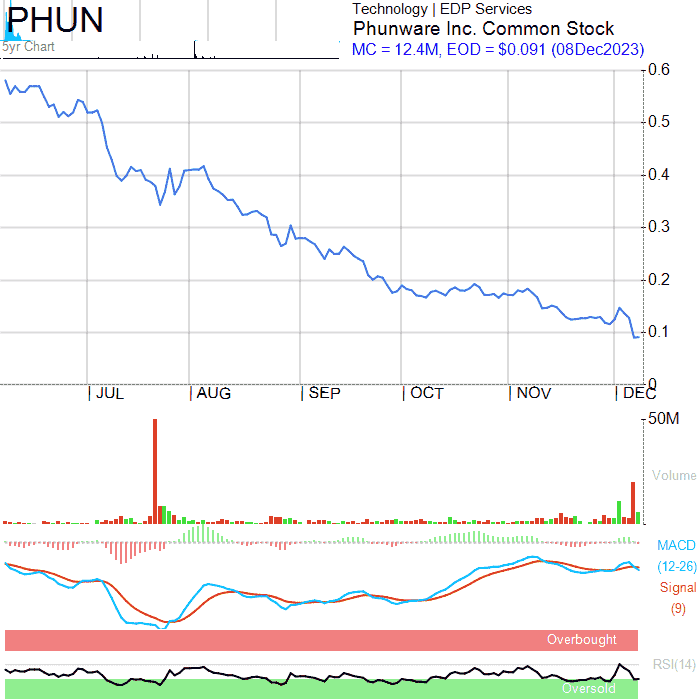 PHUN
Technology | EDP Services
Phunware Inc. Common Stock
MC = 12.4M, EOD = $0.091 (08Dec2023)
5yr Chart
0.6
0.5
0.4
0.3
0.2
0.1
0
| JUL | AUG | SEP | OCT | NOV | DEC
50M
Volume
MACD
(12-26)
Signal
(9)
Overbought
RSI(14)
Oversold